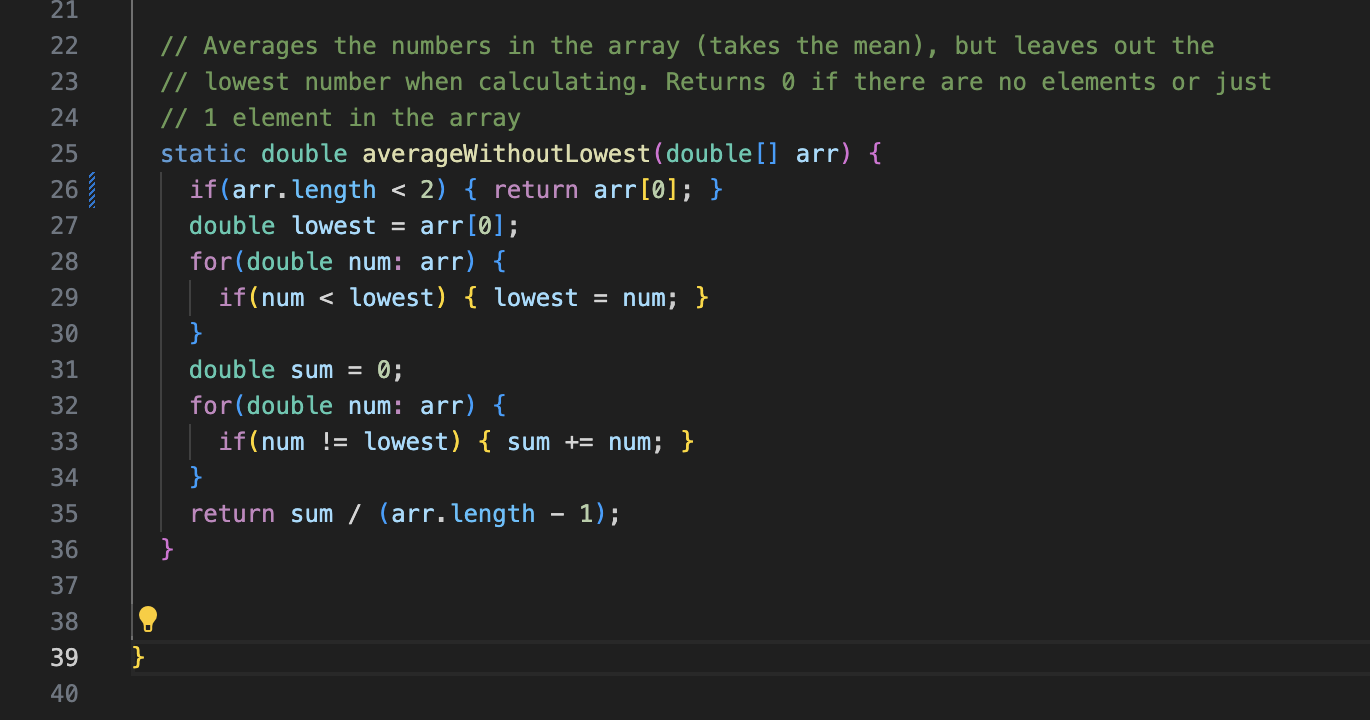 21
22 // Averages the numbers in the array (takes the mean), but leaves out the
23 // lowest number when calculating. Returns 0 if there are no elements or just
24 // 1 element in the array
25 static double averageWithoutLowest(double[] arr) {
26 if(arr.length < 2) { return arr[0]; }
27 double lowest = arr[0];
28 for(double num: arr) {
29 if(num < lowest) { lowest = num; }
30 }
31 double sum = 0;
32 for(double num: arr) {
33 if(num != lowest) { sum += num; }
34 }
35 return sum / (arr.length - 1);
36 }
37
38
39 }
40